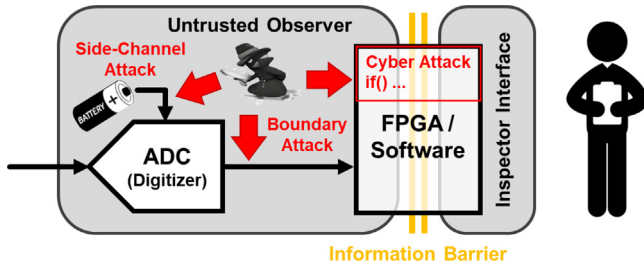 Untrusted Observer
Side-Channel
Attack
BATTERY
+
Cyber Attack
if() ...
Boundary
Attack
ADC
(Digitizer)
FPGA /
Software
Inspector Interface
Information Barrier